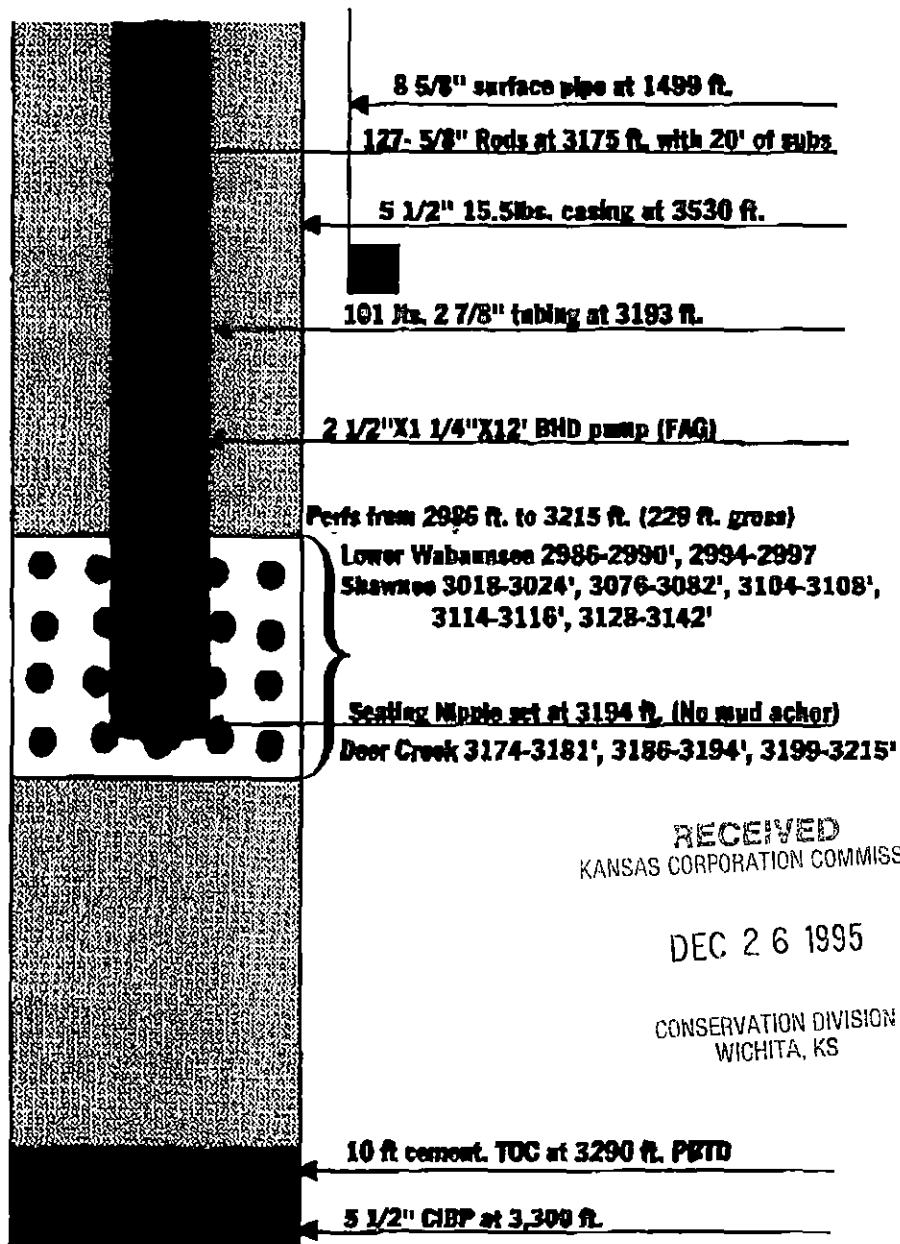 8 5/8" surface pipe at 1499 ft.
127- 5/8" Rods at 3175 ft. with 20' of subs
5 1/2" 15.5lbs. casing at 3530 ft.
101 Jts. 2 7/8" tubing at 3193 ft.
2 1/2"X1 1/4"X12' BHD pump (FAG)
Perfs from 2986 ft. to 3215 ft. (229 ft. gross)
Lower Wabaunsee 2986-2990', 2994-2997
Shawnee 3018-3024', 3076-3082', 3104-3108',
3114-3116', 3128-3142'
Seating Nipple set at 3194 ft. (No mud achor)
Deer Creek 3174-3181', 3186-3194', 3199-3215'
RECEIVED
KANSAS CORPORATION COMMISS
DEC 26 1995
CONSERVATION DIVISION
WICHITA, KS
10 ft cement. TOC at 3290 ft. PBTD
5 1/2" CIBP at 3,300 ft.